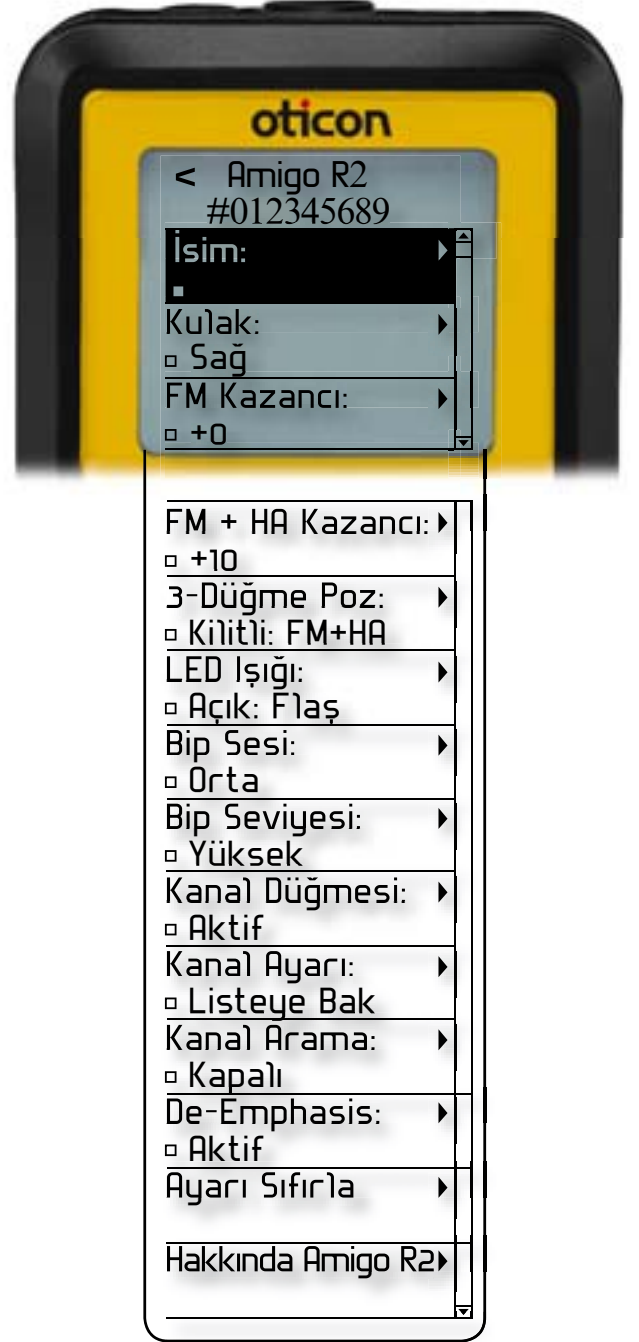 oticon
< Amigo R2
#012345689
İsim:
Kulak:
Sağ
FM Kazancı:
+0
FM + HA Kazancı:
+10
3-Düğme Poz:
Kilitli: FM+HA
LED Işığı:
Açık: Flaş
Bip Sesi:
Orta
Bip Seviyesi:
Yüksek
Kanal Düğmesi:
Aktif
Kanal Ayarı:
Listeye Bak
Kanal Arama:
Kapalı
De-Emphasis:
Aktif
Ayarı Sıfırla
Hakkında Amigo R2